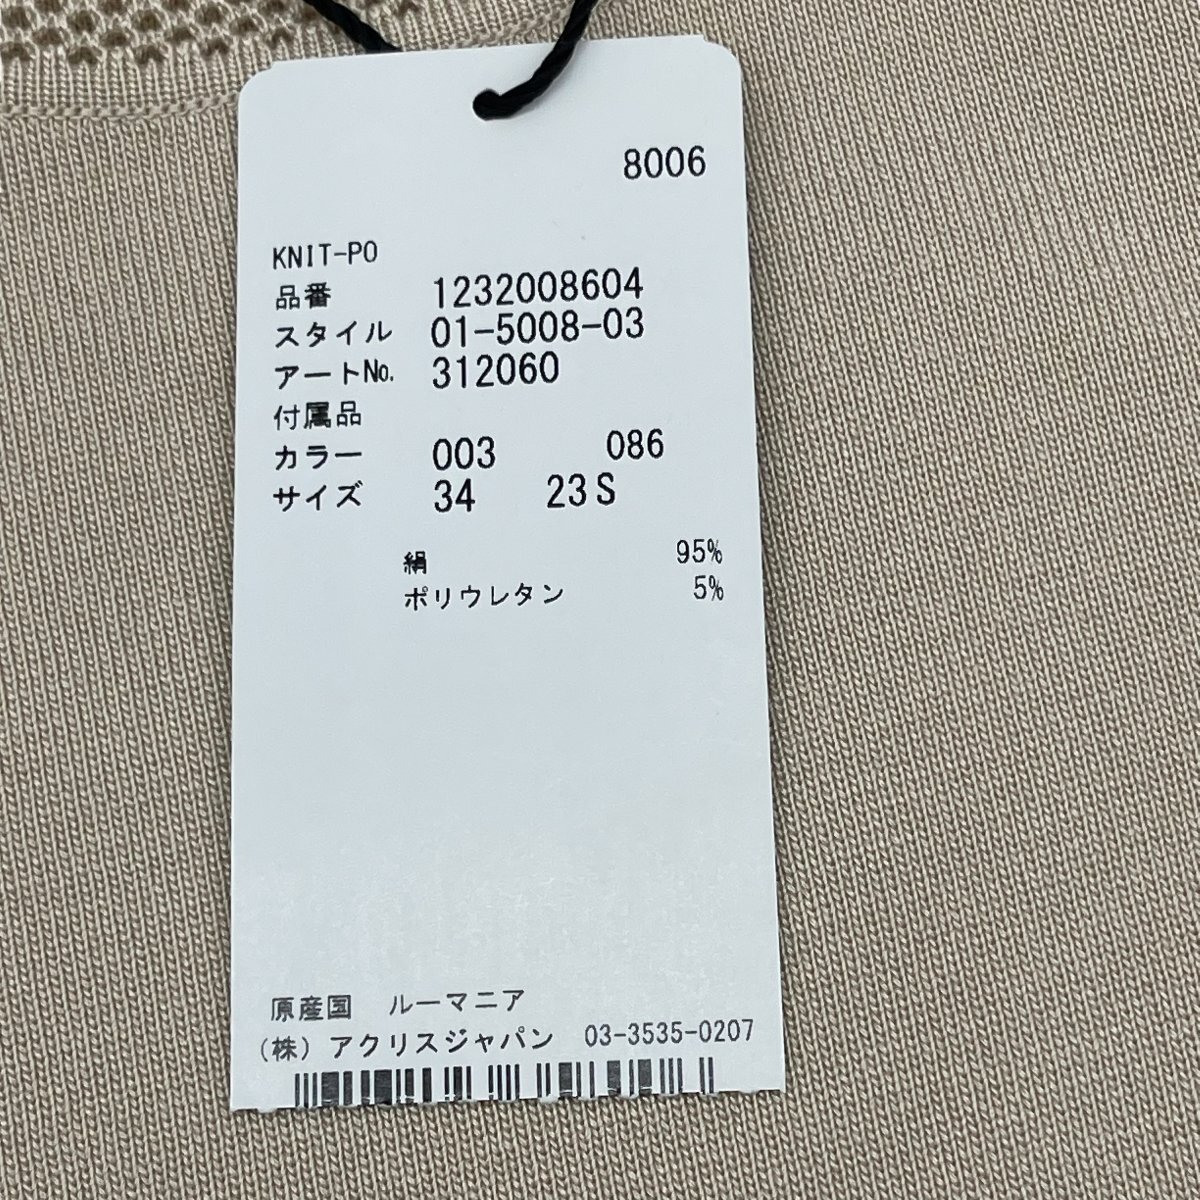 8006
KNIT-PO
品番 1232008604
スタイル 01-5008-03
アートNo. 312060
付属品
カラー 003 086
サイズ 34 23S
絹 95%
ポリウレタン 5%
原産国 ルーマニア
(株)アクリスジャパン 03-3535-0207